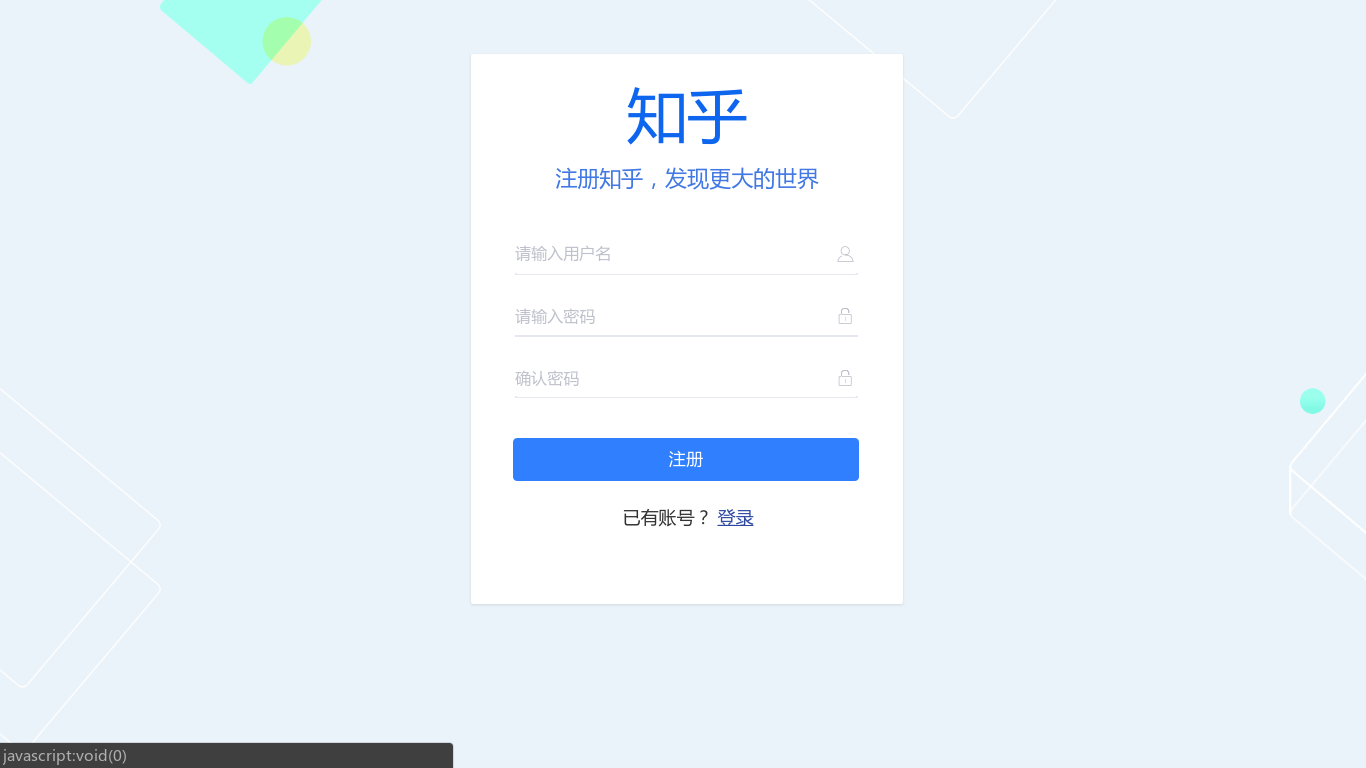 知乎
注册知乎，发现更大的世界
请输入用户名
请输入密码
确认密码
注册
已有账号？ 登录
javascript:void(0)